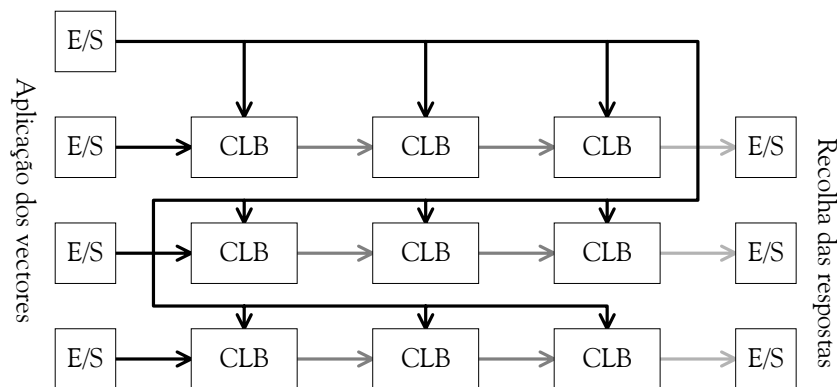 E/S
Aplicação dos vectores
E/S CLB CLB CLB E/S
E/S CLB CLB CLB E/S
E/S CLB CLB CLB E/S
Recolha das respostas